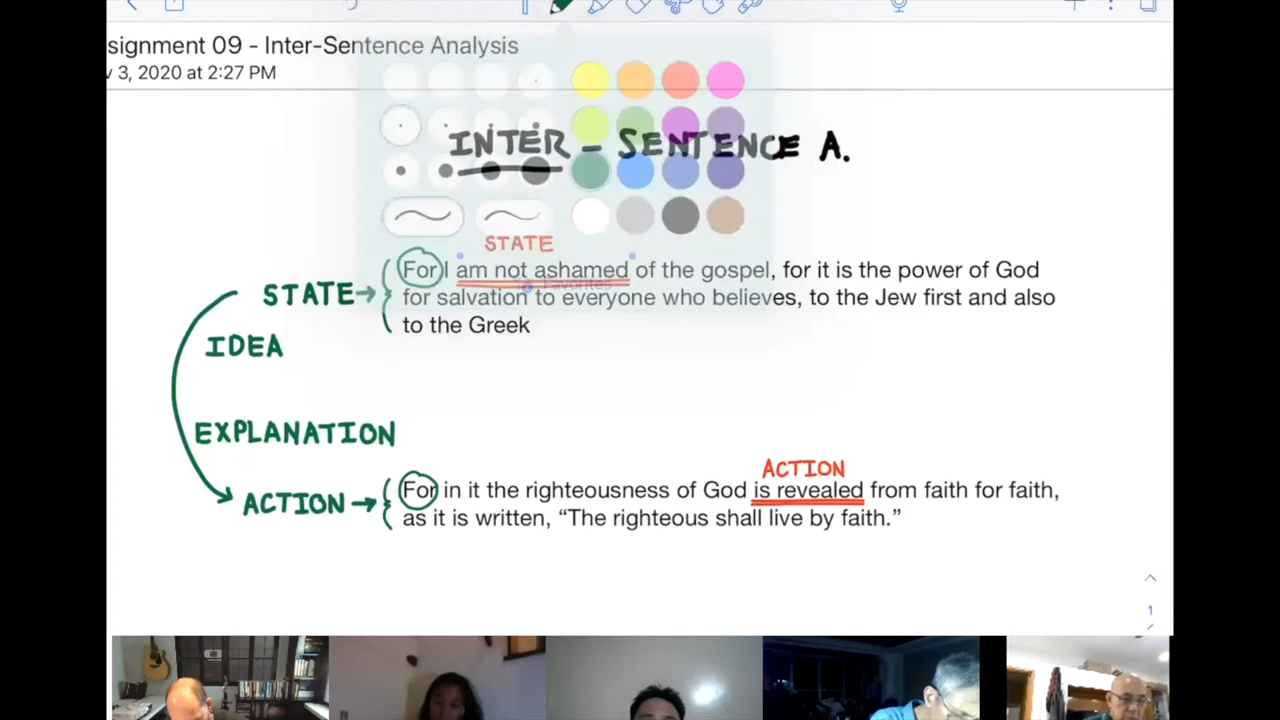 signment 09 - Inter-Sentence Analysis
3, 2020 at 2:27 PM
INTER - SENTENCE A.
STATE
For I am not ashamed of the gospel, for it is the power of God
STATE
for salvation to everyone who believes, to the Jew first and also
to the Greek
IDEA
EXPLANATION
ACTION
For in it the righteousness of God is revealed from faith for faith,
ACTION
as it is written, “The righteous shall live by faith.”
1